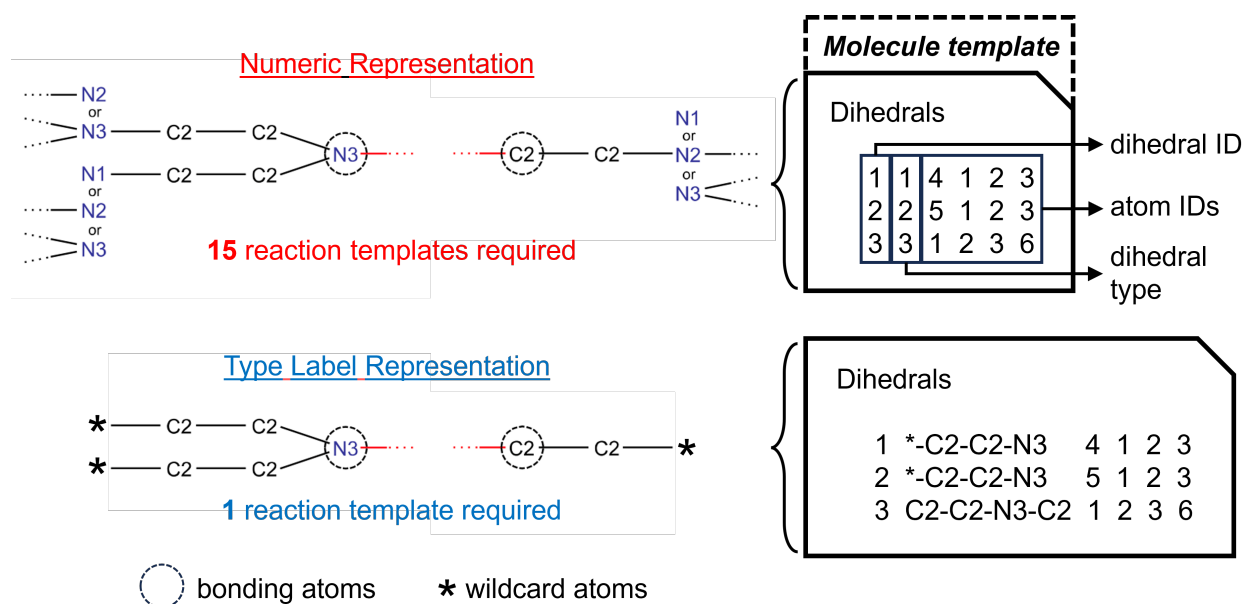 Numeric Representation
N2
or
N3 C2 C2
N1 C2 C2
or
N2
or
N3
N3
C2 C2
N1
or
N2
or
N3
15 reaction templates required
Molecule template
Dihedrals
1 1 4 1 2 3
2 2 5 1 2 3
3 3 1 2 3 6
dihedral ID
atom IDs
dihedral
type
Type Label Representation
* C2 C2
* C2 C2
N3
C2 C2 *
1 reaction template required
Dihedrals
1 *-C2-C2-N3 4 1 2 3
2 *-C2-C2-N3 5 1 2 3
3 C2-C2-N3-C2 1 2 3 6
bonding atoms
* wildcard atoms